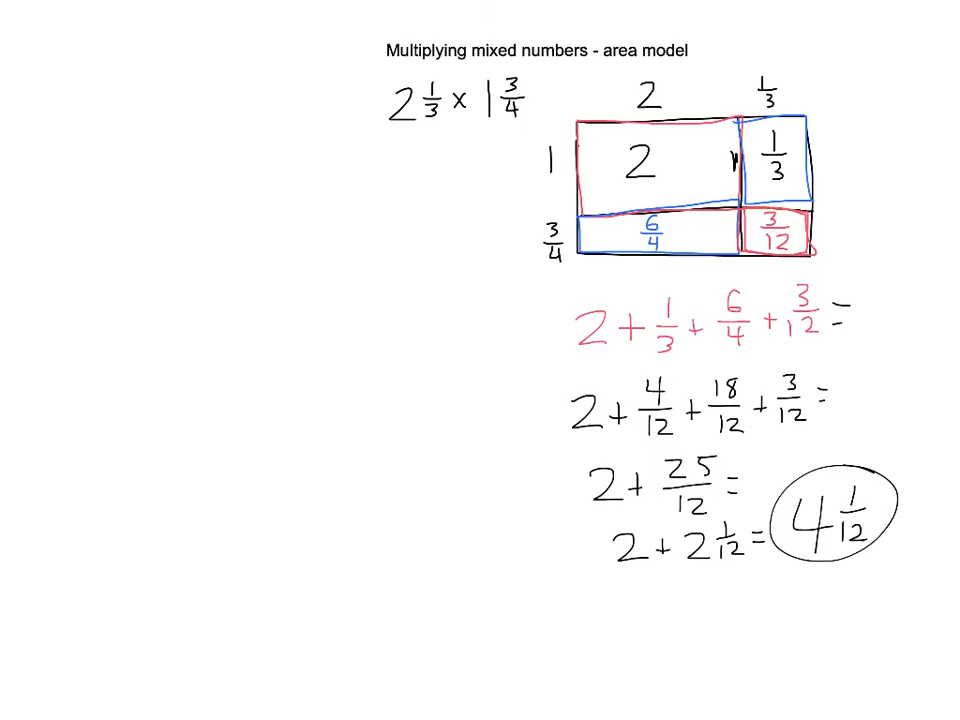 Multiplying mixed numbers - area model
2 1/3 × 1 3/4
2 1/3
1 2 1/3
3/4 6/4 3/12
2 + 1/3 + 6/4 + 3/12 =
2 + 4/12 + 18/12 + 3/12 =
2 + 25/12 =
2 + 2 1/12 = 4 1/12